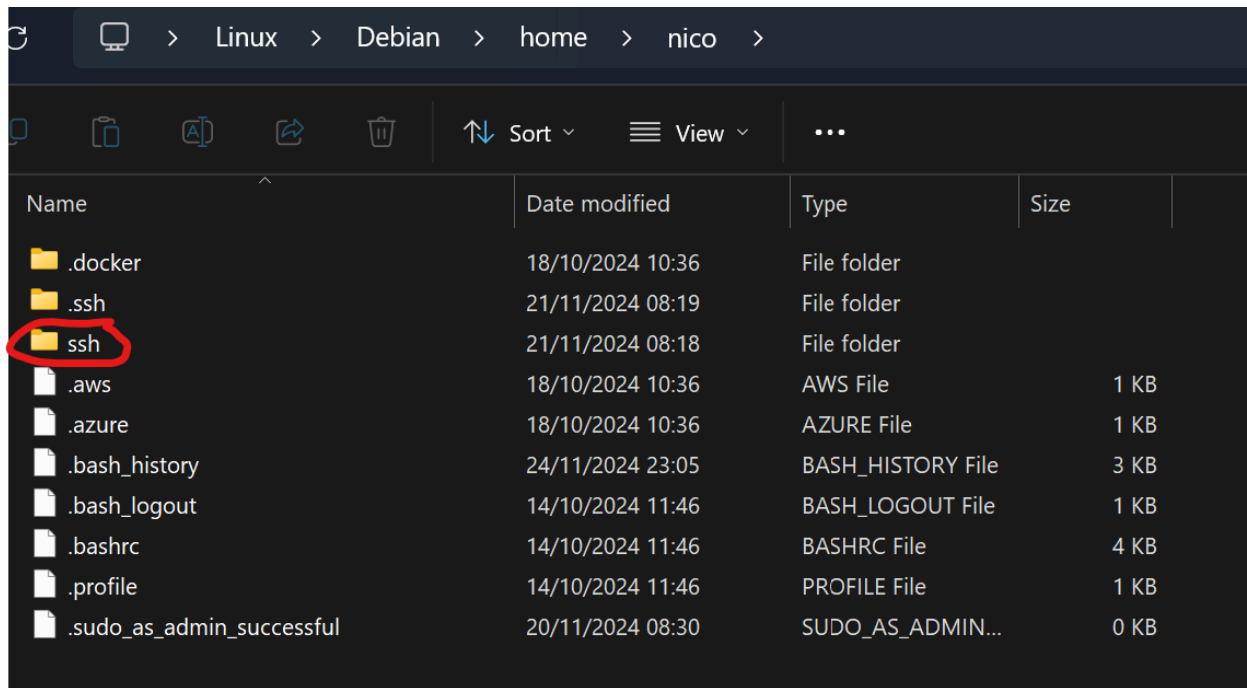 Linux > Debian > home > nico >
Sort View ...
Name Date modified Type Size
.docker 18/10/2024 10:36 File folder
.ssh 21/11/2024 08:19 File folder
ssh 21/11/2024 08:18 File folder
.aws 18/10/2024 10:36 AWS File 1 KB
.azure 18/10/2024 10:36 AZURE File 1 KB
.bash_history 24/11/2024 23:05 BASH_HISTORY File 3 KB
.bash_logout 14/10/2024 11:46 BASH_LOGOUT File 1 KB
.bashrc 14/10/2024 11:46 BASHRC File 4 KB
.profile 14/10/2024 11:46 PROFILE File 1 KB
.sudo_as_admin_successful 20/11/2024 08:30 SUDO_AS_ADMIN... 0 KB